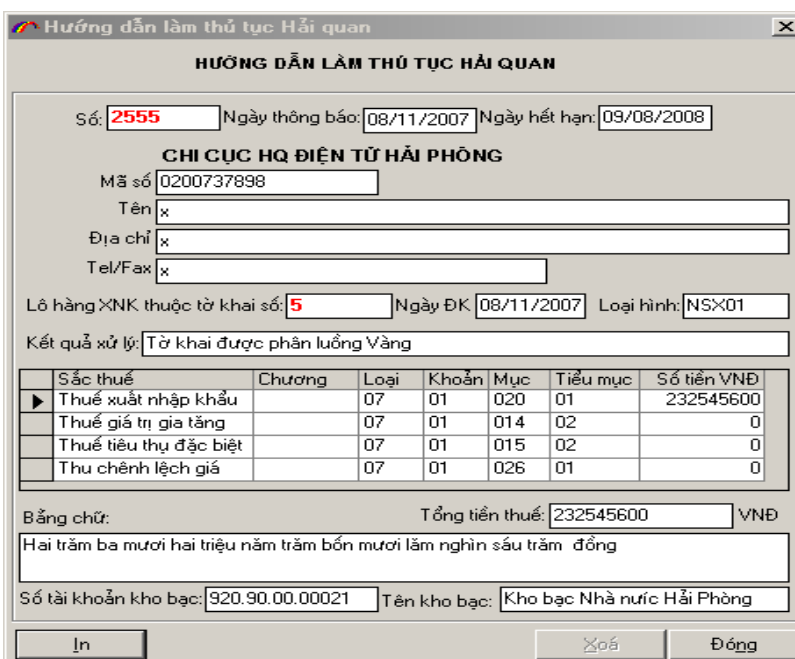 Hướng dẫn làm thủ tục Hải quan
HƯỚNG DẪN LÀM THỦ TỤC HẢI QUAN
Số: 2555 Ngày thông báo: 08/11/2007 Ngày hết hạn: 09/08/2008
CHI CỤC HQ ĐIỆN TỬ HẢI PHÒNG
Mã số 0200737898
Tên x
Địa chỉ x
Tel/Fax x
Lô hàng XNK thuộc tờ khai số: 5 Ngày ĐK 08/11/2007 Loại hình: NSX01
Kết quả xử lý: Tờ khai được phân luồng Vàng
Sắc thuế Chương Loại Khoản Mục Tiểu mục Số tiền VNĐ
Thuế xuất nhập khẩu 07 01 020 01 232545600
Thuế giá trị gia tăng 07 01 014 02 0
Thuế tiêu thụ đặc biệt 07 01 015 02 0
Thu chênh lệch giá 07 01 026 01 0
Bằng chữ: Tổng tiền thuế: 232545600 VNĐ
Hai trăm ba mươi hai triệu năm trăm bốn mươi lăm nghìn sáu trăm đồng
Số tài khoản kho bạc: 920.90.00.00021 Tên kho bạc: Kho bạc Nhà nưíc Hải Phòng
In Xoá Đóng